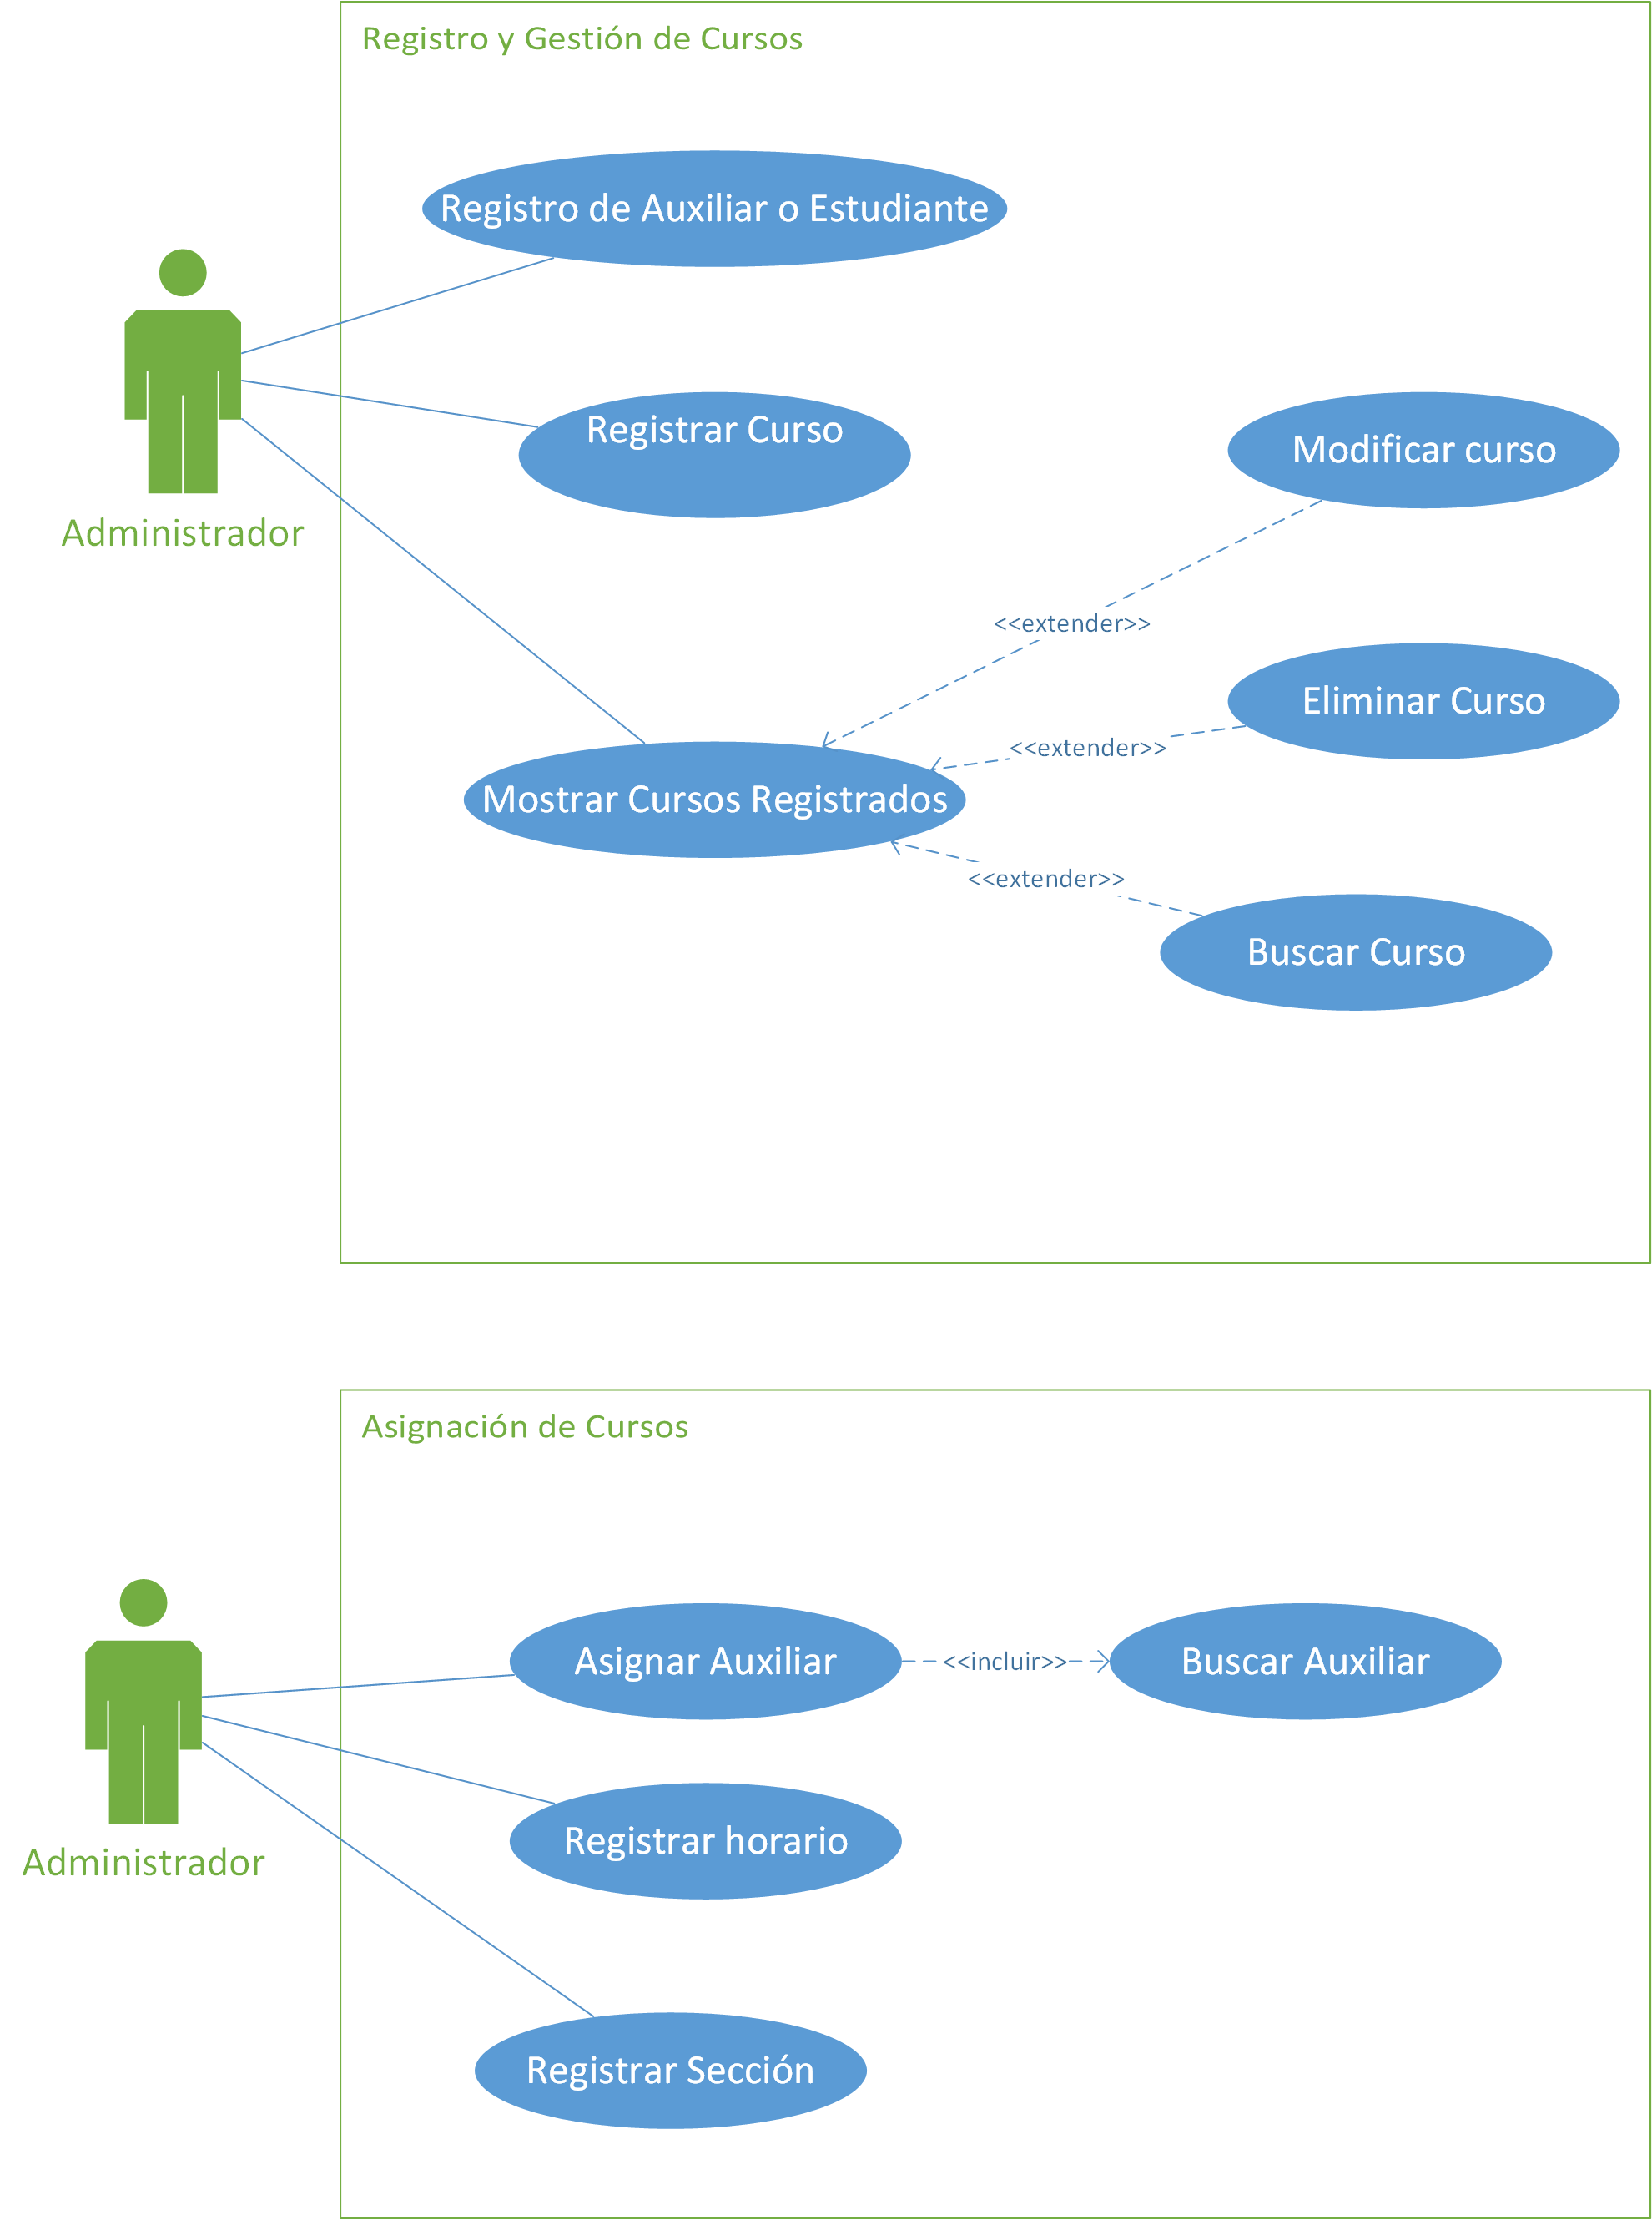 Registro y Gestión de Cursos
Registro de Auxiliar o Estudiante
Administrador
Registrar Curso
Modificar curso
<<extender>>
Eliminar Curso
<<extender>>
Mostrar Cursos Registrados
<<extender>>
Buscar Curso
Asignación de Cursos
Administrador
Asignar Auxiliar
<<incluir>>
Buscar Auxiliar
Registrar horario
Registrar Sección